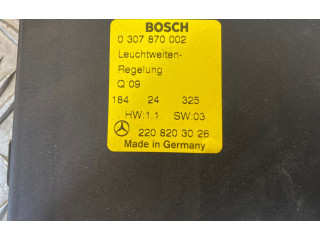 BOSCH
0 307 870 002
Leuchtweiten-
Regelung
Q 09
184 24 325
HW:1.1 SW:03
220 820 30 26
Made in Germany